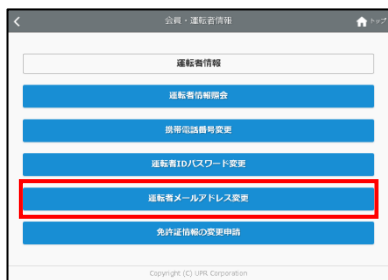 会員・運転者情報
トップ
運転者情報
運転者情報照会
携帯電話番号変更
運転者IDパスワード変更
運転者メールアドレス変更
免許証情報の変更申請
Copyright (C) UPR Corporation